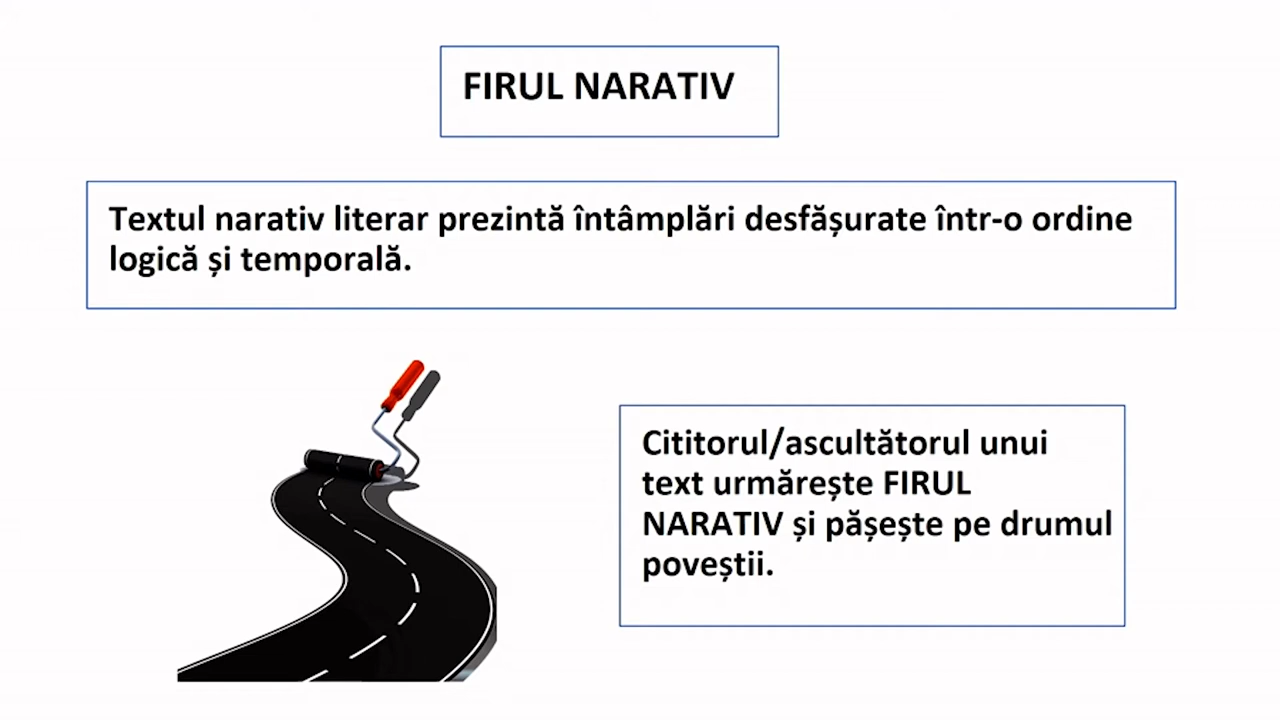 FIRUL NARATIV
Textul narativ literar prezintă întâmplări desfășurate într-o ordine
logică și temporală.
Cititorul/ascultătorul unui
text urmărește FIRUL
NARATIV și pășește pe drumul
poveștii.